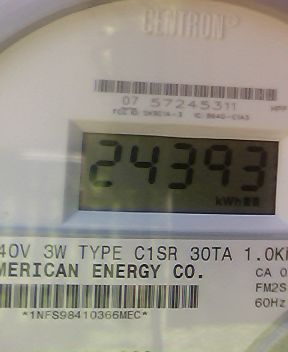 CENTRON®
07 57245311
24393
kWh
40V 3W TYPE C1SR 30TA 1.0K
MERICAN ENERGY CO.
CA 0
FM2S
60Hz
*1NFS98410366MEC*